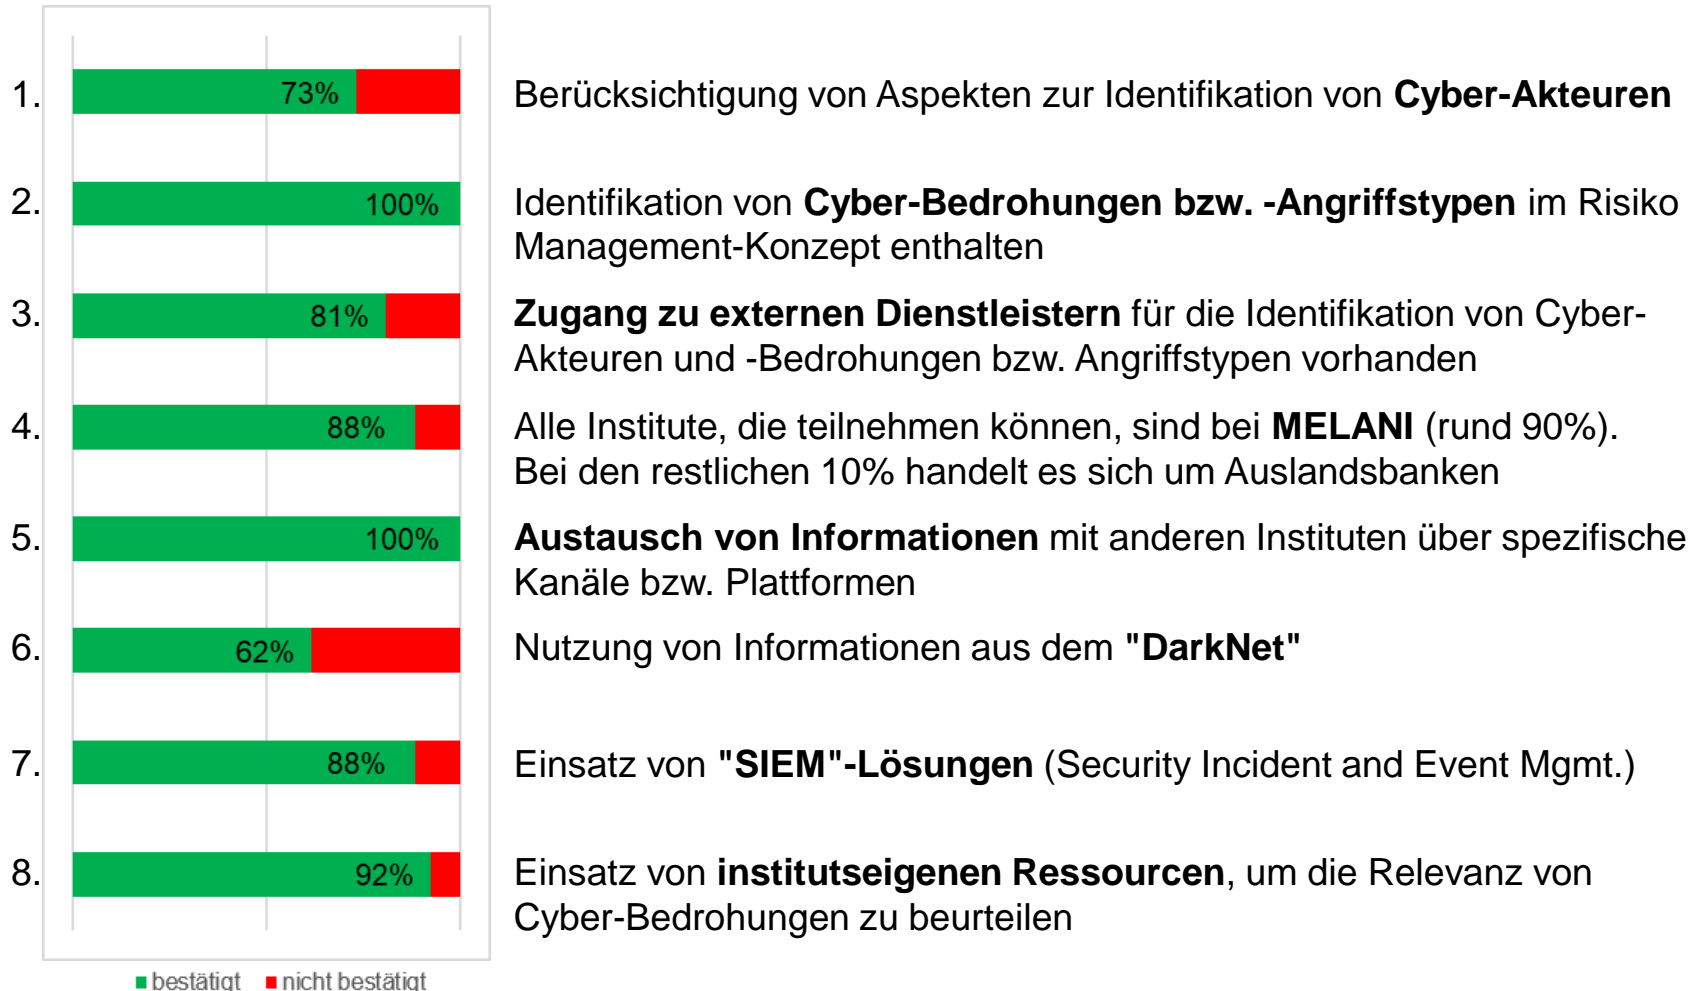 1. 73% Berücksichtigung von Aspekten zur Identifikation von Cyber-Akteuren
2. 100% Identifikation von Cyber-Bedrohungen bzw. -Angriffstypen im Risiko
Management-Konzept enthalten
3. 81% Zugang zu externen Dienstleistern für die Identifikation von Cyber-
Akteuren und -Bedrohungen bzw. Angriffstypen vorhanden
4. 88% Alle Institute, die teilnehmen können, sind bei MELANI (rund 90%).
Bei den restlichen 10% handelt es sich um Auslandsbanken
5. 100% Austausch von Informationen mit anderen Instituten über spezifische
Kanäle bzw. Plattformen
6. 62% Nutzung von Informationen aus dem "DarkNet"
7. 88% Einsatz von "SIEM"-Lösungen (Security Incident and Event Mgmt.)
8. 92% Einsatz von institutseigenen Ressourcen, um die Relevanz von
Cyber-Bedrohungen zu beurteilen
bestätigt nicht bestätigt